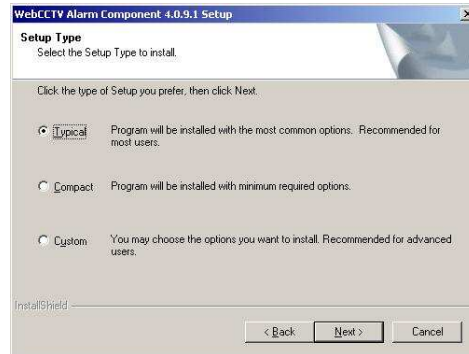 WebCCTV Alarm Component 4.0.9.1 Setup
Setup Type
Select the Setup Type to install.
Click the type of Setup you prefer, then click Next.
Typical Program will be installed with the most common options. Recommended for
most users.
Compact Program will be installed with minimum required options.
Custom You may choose the options you want to install. Recommended for advanced
users.
InstallShield
< Back Next > Cancel